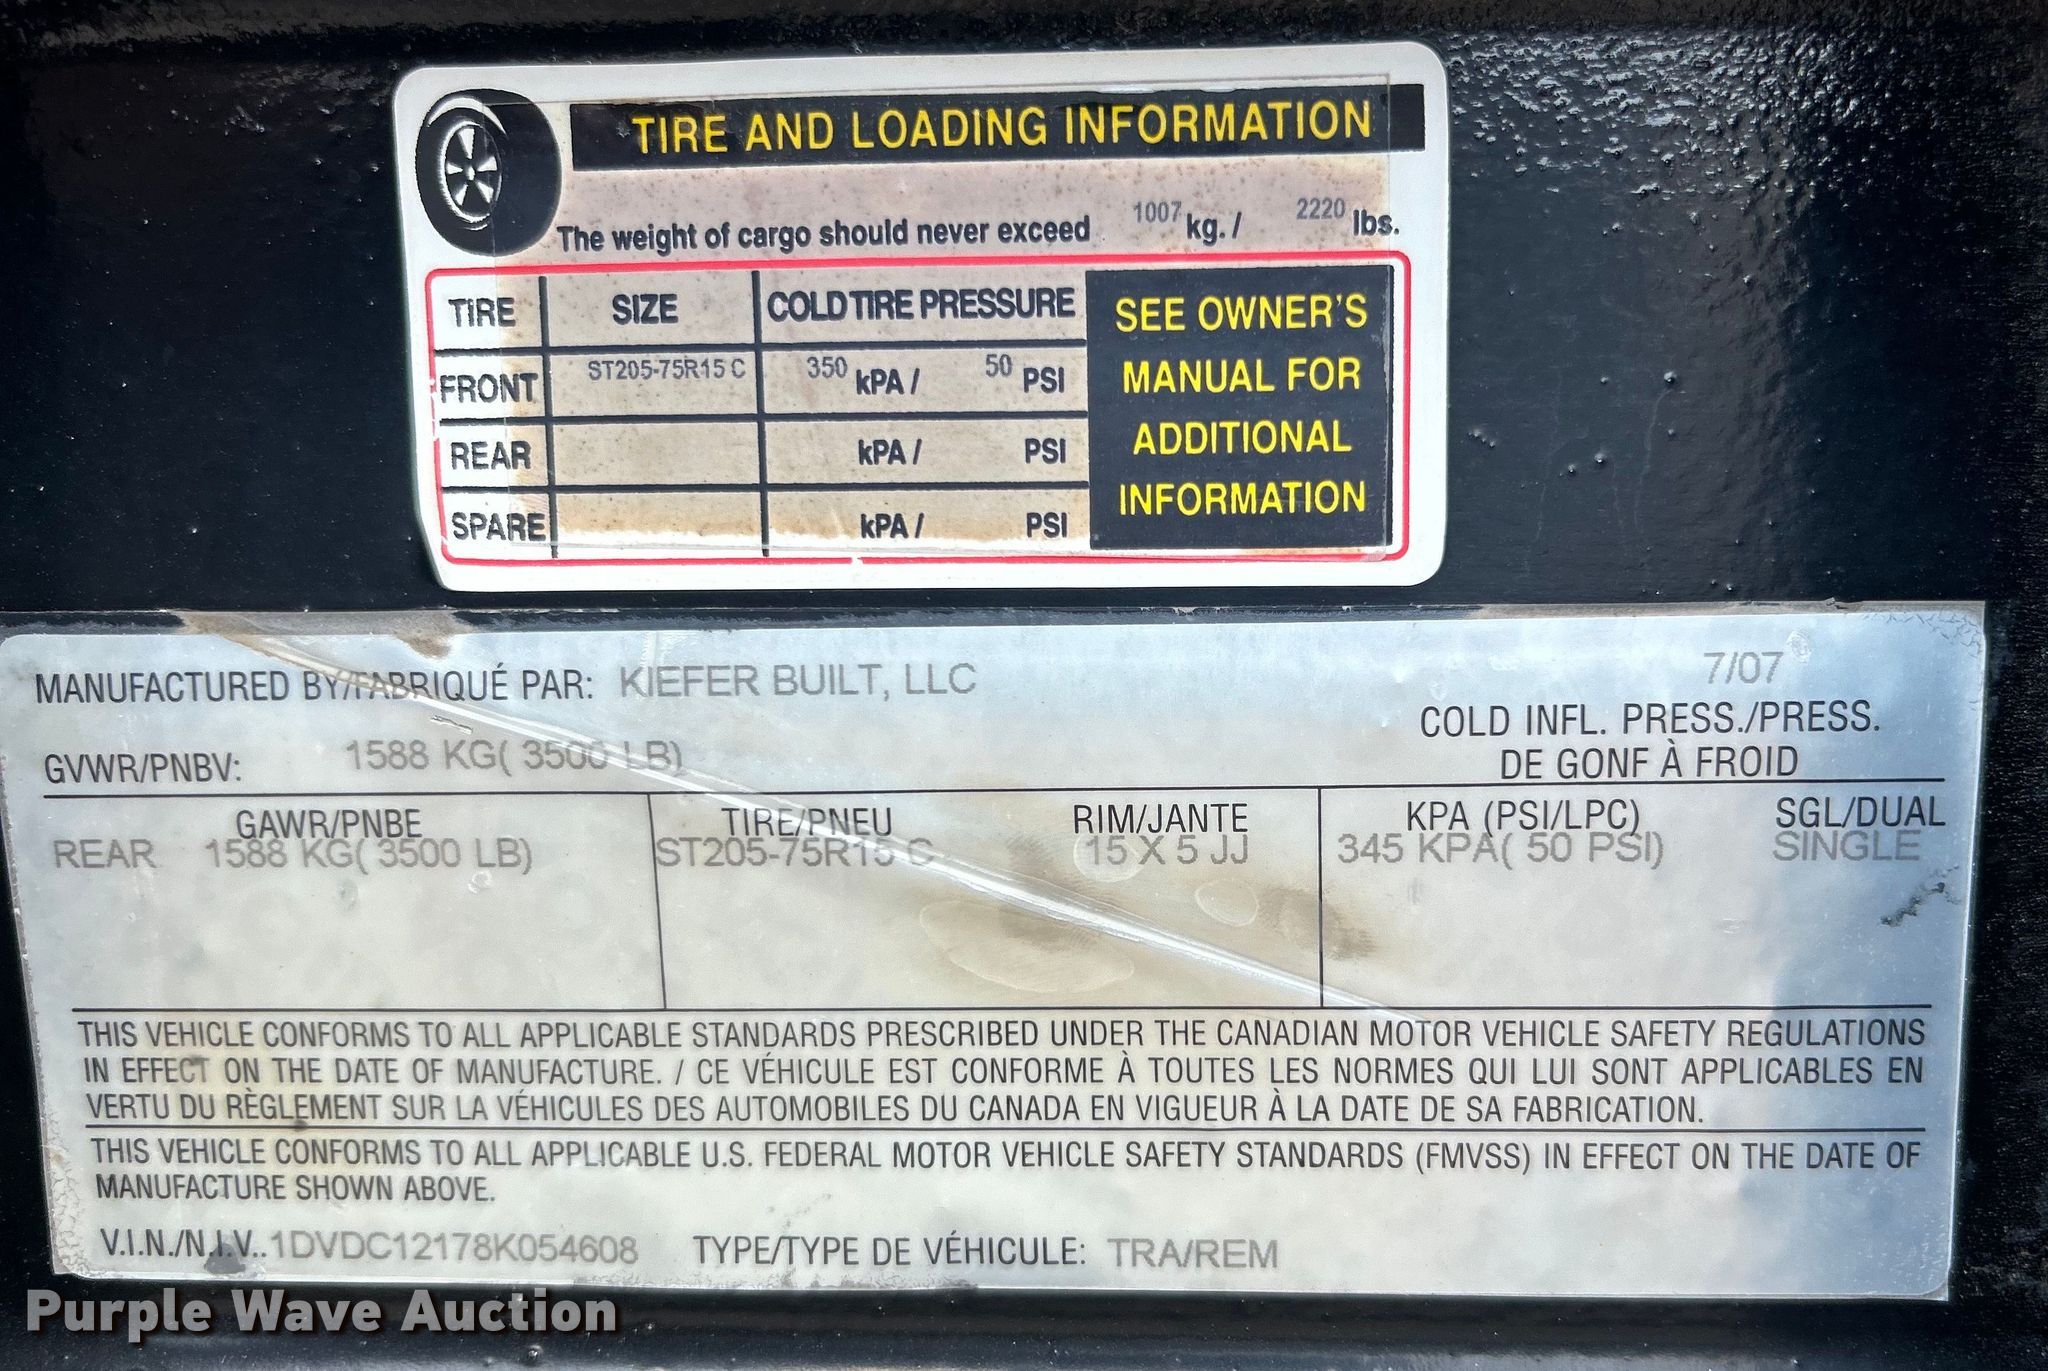 TIRE AND LOADING INFORMATION
The weight of cargo should never exceed 1007 kg. / 2220 lbs.
TIRE SIZE COLD TIRE PRESSURE
FRONT ST205-75R15 C 350 kPA / 50 PSI
REAR kPA / PSI
SPARE kPA / PSI
SEE OWNER'S
MANUAL FOR
ADDITIONAL
INFORMATION
MANUFACTURED BY/FABRIQUÉ PAR: KIEFER BUILT, LLC 7/07
GVWR/PNBV: 1588 KG( 3500 LB)
COLD INFL. PRESS./PRESS.
DE GONF À FROID
GAWR/PNBE TIRE/PNEU RIM/JANTE KPA (PSI/LPC) SGL/DUAL
REAR 1588 KG( 3500 LB) ST205-75R15 C 15 X 5 JJ 345 KPA( 50 PSI) SINGLE
THIS VEHICLE CONFORMS TO ALL APPLICABLE STANDARDS PRESCRIBED UNDER THE CANADIAN MOTOR VEHICLE SAFETY REGULATIONS
IN EFFECT ON THE DATE OF MANUFACTURE. / CE VÉHICULE EST CONFORME À TOUTES LES NORMES QUI LUI SONT APPLICABLES EN
VERTU DU RÈGLEMENT SUR LA VÉHICULES DES AUTOMOBILES DU CANADA EN VIGUEUR À LA DATE DE SA FABRICATION.
THIS VEHICLE CONFORMS TO ALL APPLICABLE U.S. FEDERAL MOTOR VEHICLE SAFETY STANDARDS (FMVSS) IN EFFECT ON THE DATE OF
MANUFACTURE SHOWN ABOVE.
V.I.N./N.I.V.. 1DVDC12178K054608 TYPE/TYPE DE VÉHICULE: TRA/REM
Purple Wave Auction